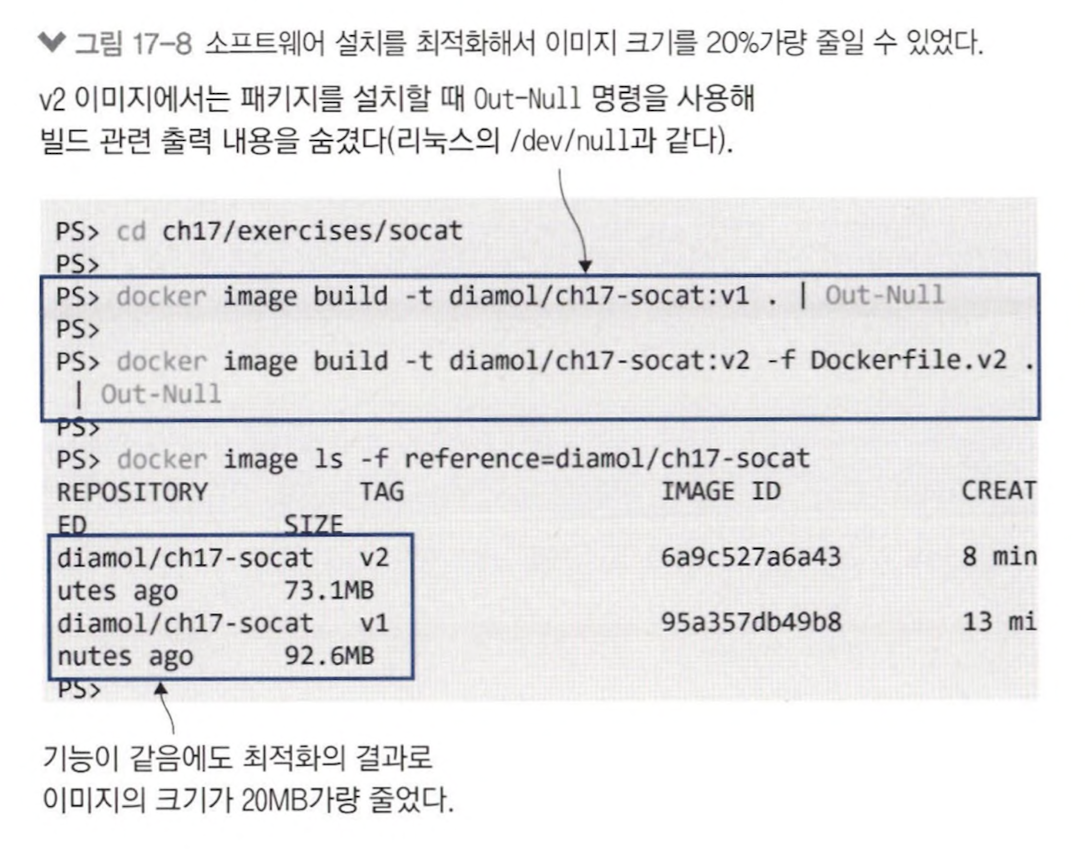 그림 17-8 소프트웨어 설치를 최적화해서 이미지 크기를 20%가량 줄일 수 있었다.
v2 이미지에서는 패키지를 설치할 때 Out-Null 명령을 사용해
빌드 관련 출력 내용을 숨겼다(리눅스의 /dev/null과 같다).
PS> cd ch17/exercises/socat
PS>
PS> docker image build -t diamol/ch17-socat:v1 . | Out-Null
PS>
PS> docker image build -t diamol/ch17-socat:v2 -f Dockerfile.v2 .
| Out-Null
PS>
PS> docker image ls -f reference=diamol/ch17-socat
REPOSITORY TAG IMAGE ID CREAT
ED SIZE
diamol/ch17-socat v2 6a9c527a6a43 8 min
utes ago 73.1MB
diamol/ch17-socat v1 95a357db49b8 13 mi
nutes ago 92.6MB
PS>
기능이 같음에도 최적화의 결과로
이미지의 크기가 20MB가량 줄었다.